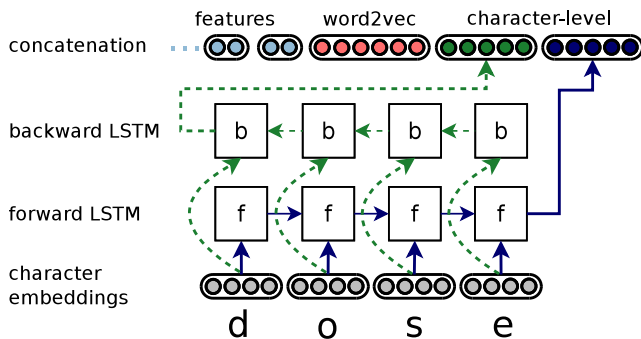 features word2vec character-level
concatenation
backward LSTM b b b b
forward LSTM f f f f
character
embeddings
d o s e